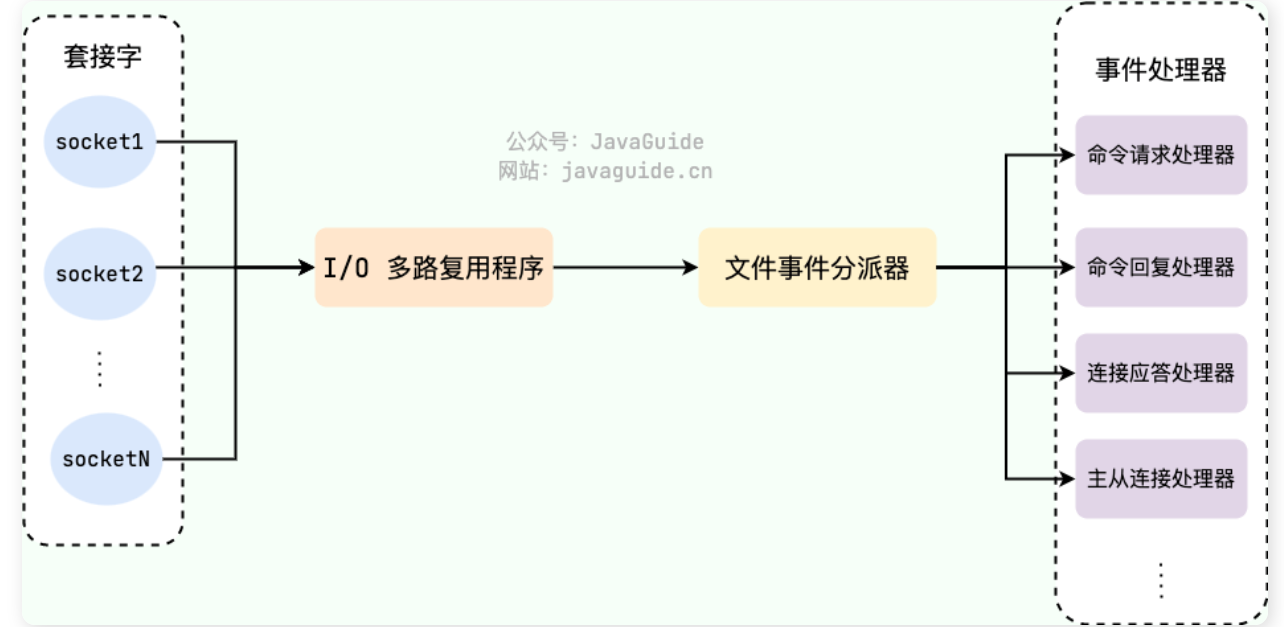 套接字
socket1
socket2
socketN
公众号：JavaGuide
网站：javaguide.cn
I/O 多路复用程序
文件事件分派器
事件处理器
命令请求处理器
命令回复处理器
连接应答处理器
主从连接处理器